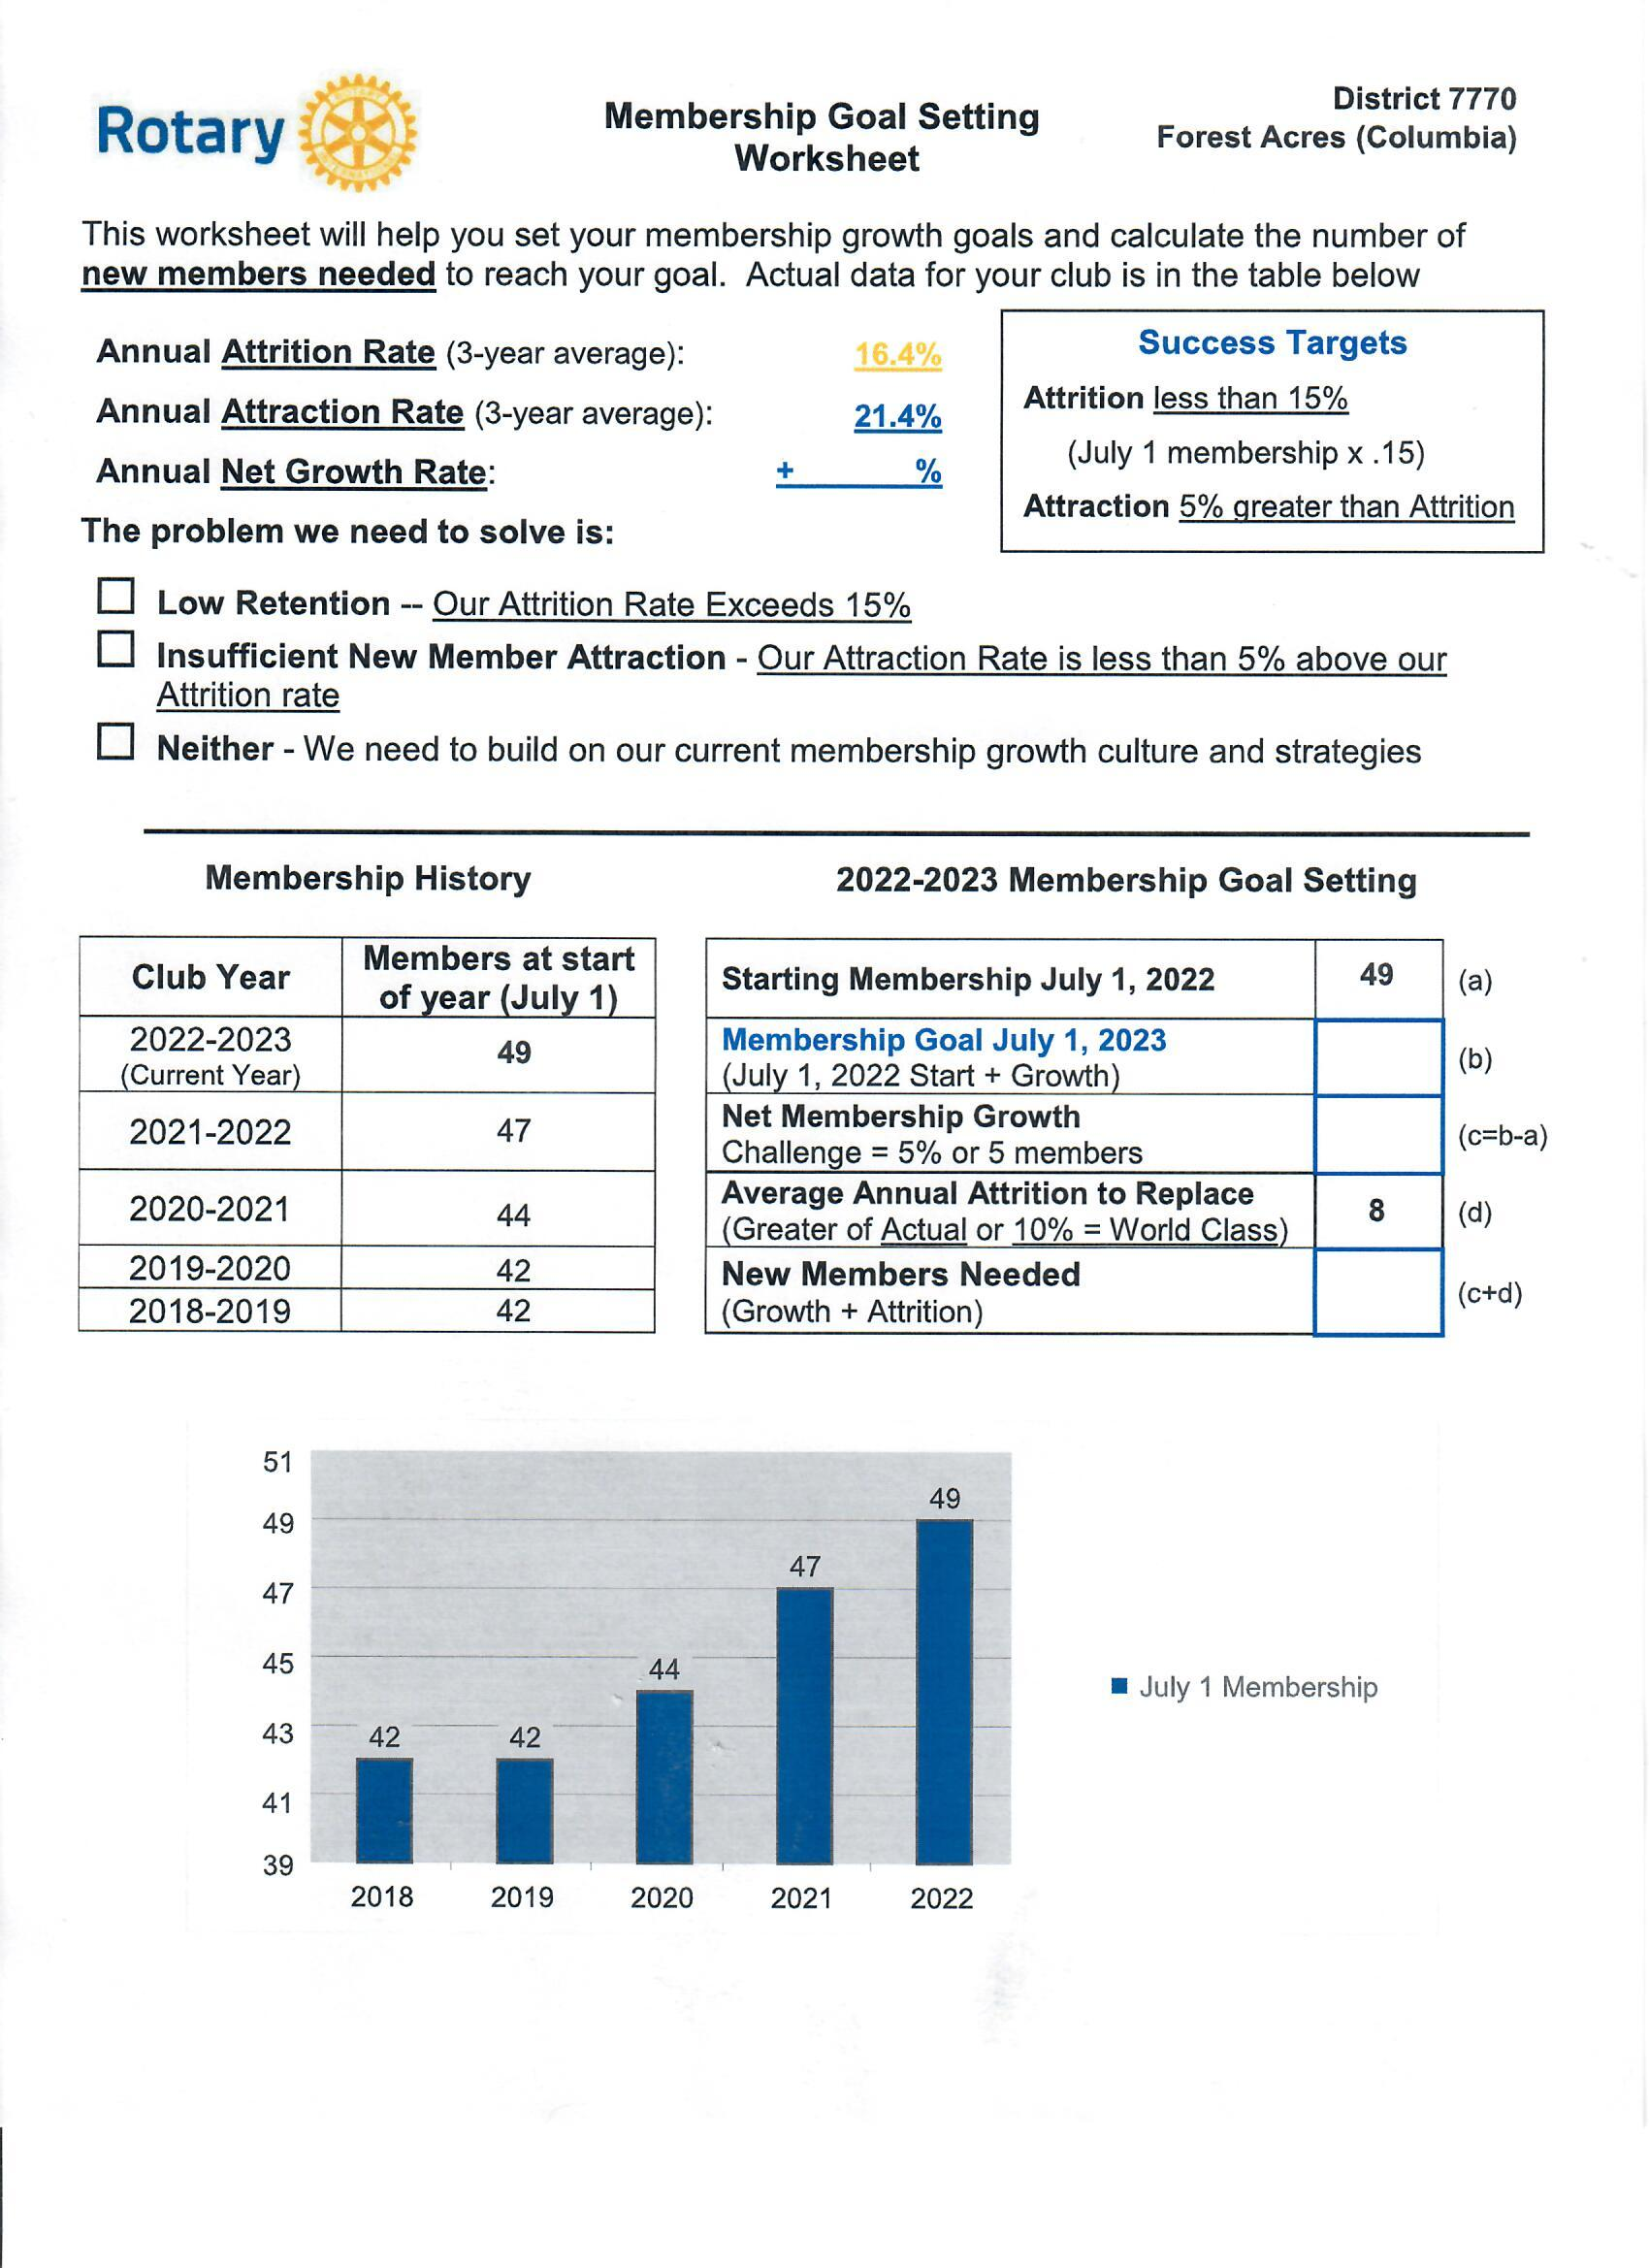 Rotary
Membership Goal Setting
Worksheet
District 7770
Forest Acres (Columbia)
This worksheet will help you set your membership growth goals and calculate the number of
new members needed to reach your goal. Actual data for your club is in the table below
Annual Attrition Rate (3-year average): 16.4%
Annual Attraction Rate (3-year average): 21.4%
Annual Net Growth Rate: + %
Success Targets
Attrition less than 15%
(July 1 membership x .15)
Attraction 5% greater than Attrition
The problem we need to solve is:
Low Retention -- Our Attrition Rate Exceeds 15%
Insufficient New Member Attraction - Our Attraction Rate is less than 5% above our
Attrition rate
Neither - We need to build on our current membership growth culture and strategies
Membership History
Club Year
Members at start
of year (July 1)
2022-2023
(Current Year)
49
2021-2022
47
2020-2021
44
2019-2020
42
2018-2019
42
2022-2023 Membership Goal Setting
Starting Membership July 1, 2022
49
(a)
Membership Goal July 1, 2023
(July 1, 2022 Start + Growth)
(b)
Net Membership Growth
Challenge = 5% or 5 members
(c=b-a)
Average Annual Attrition to Replace
(Greater of Actual or 10% = World Class)
8
(d)
New Members Needed
(Growth + Attrition)
(c+d)
51
49
47
45
43
41
39
42
42
44
47
49
2018
2019
2020
2021
2022
July 1 Membership